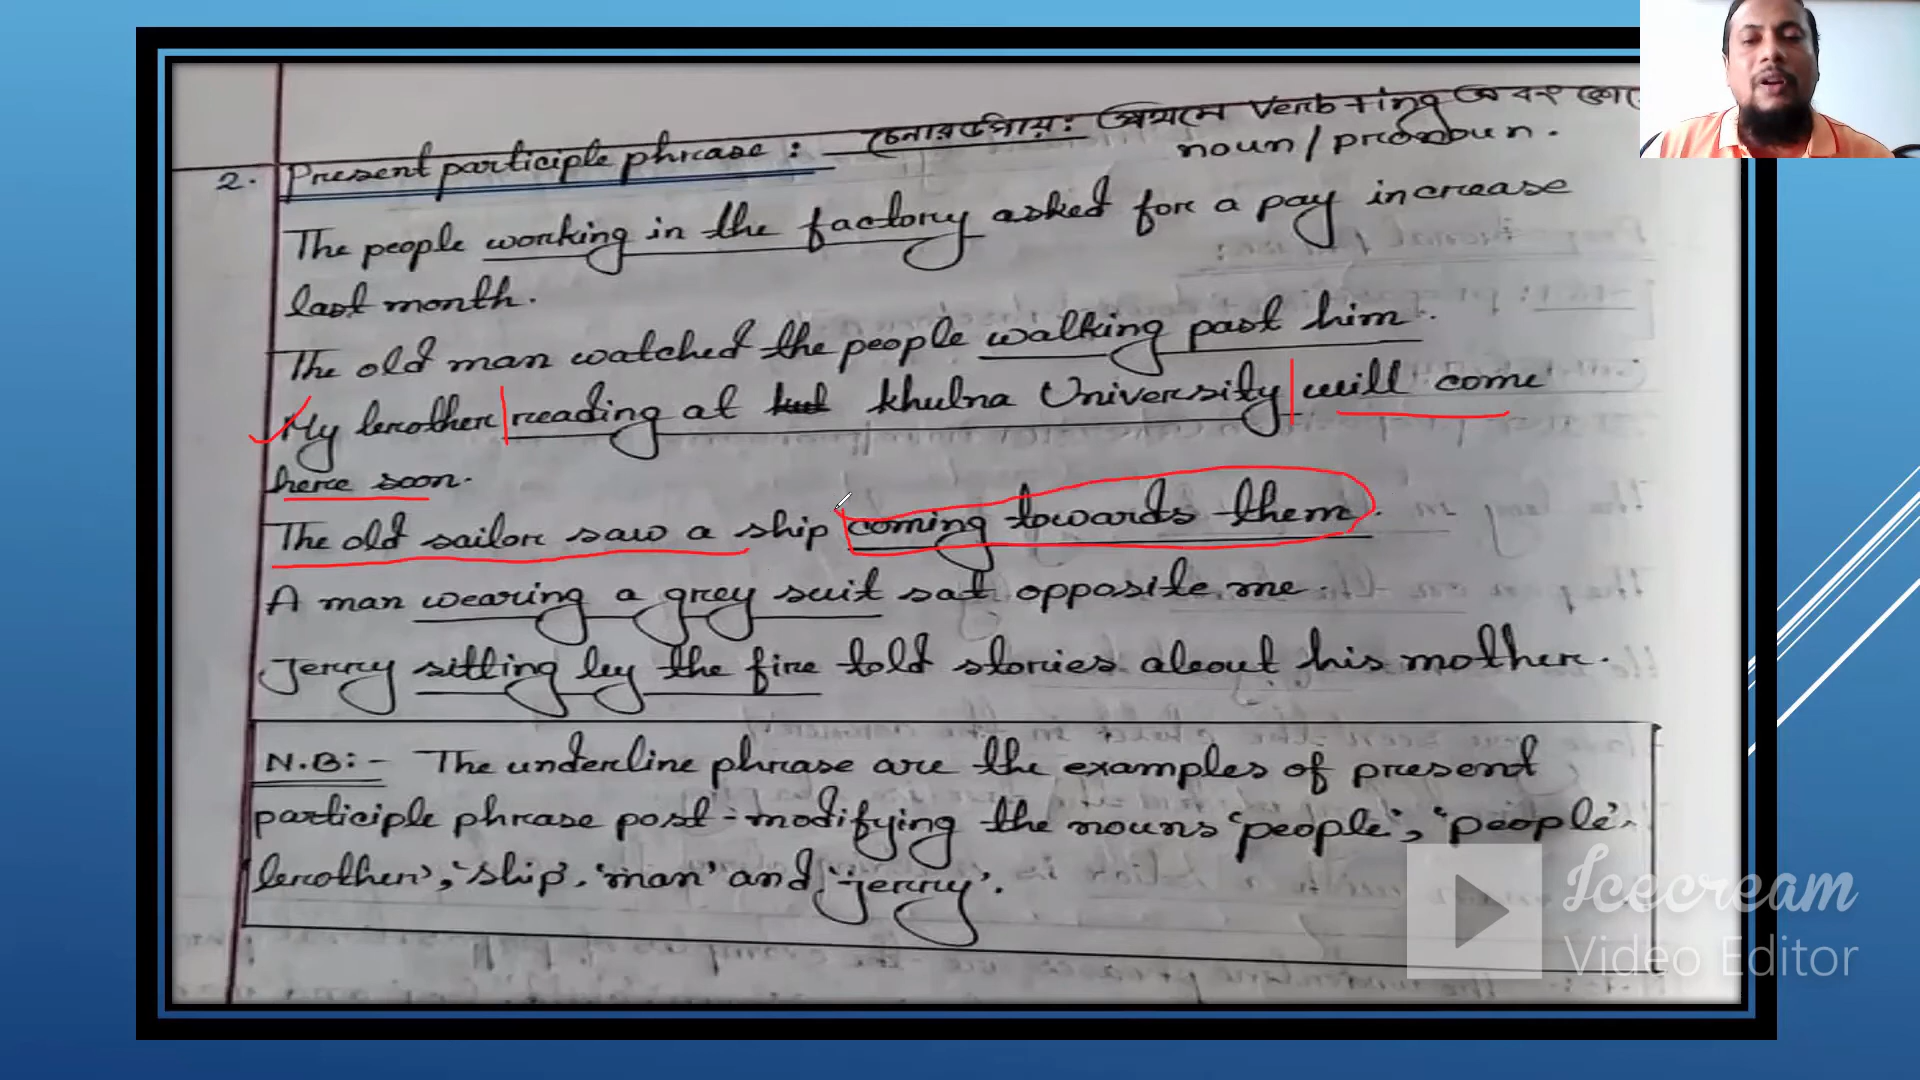 2. Present participle phrase : চেনার উপায়: প্রথমে Verb+ing এবং
noun/pronoun.
The people working in the factory asked for a pay increase
last month.
The old man watched the people walking past him.
My brother reading at Khulna University will come
here soon.
The old sailor saw a ship coming towards them.
A man wearing a grey suit sat opposite me.
Jerry sitting by the fire told stories about his mother.
N.B:- The underline phrase are the examples of present
participle phrase post-modifying the nouns 'people', 'people'.
brother', 'ship'. 'man' and 'Jerry'.
Icecream
Video Editor